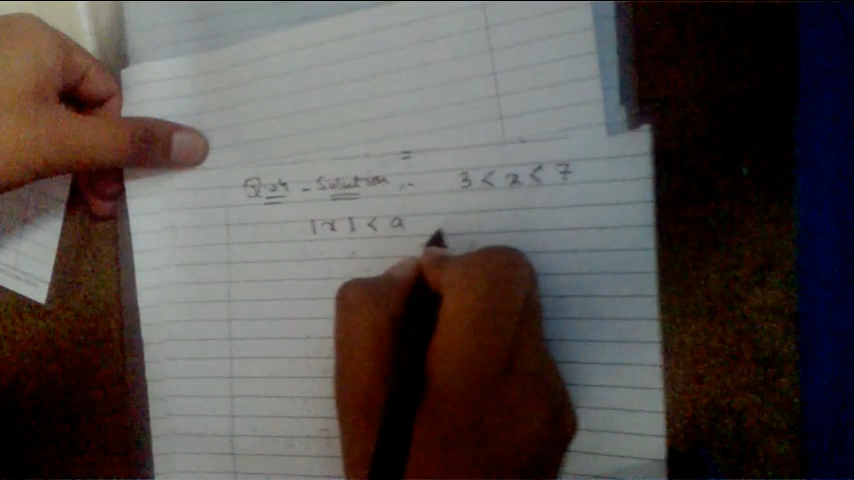 - Solution :- 3 < x < 7
|x| < a